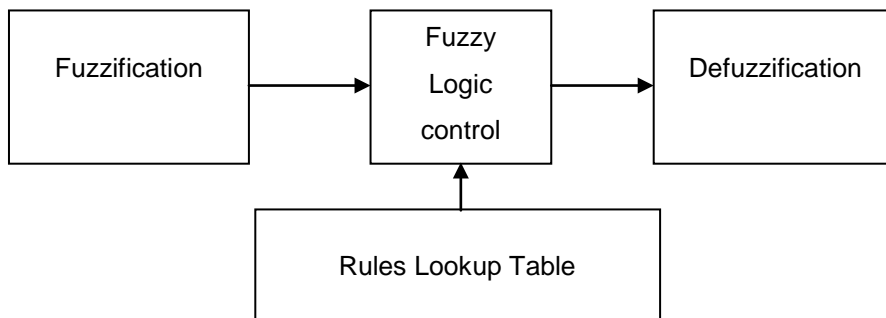 Fuzzification
Fuzzy
Logic
control
Defuzzification
Rules Lookup Table